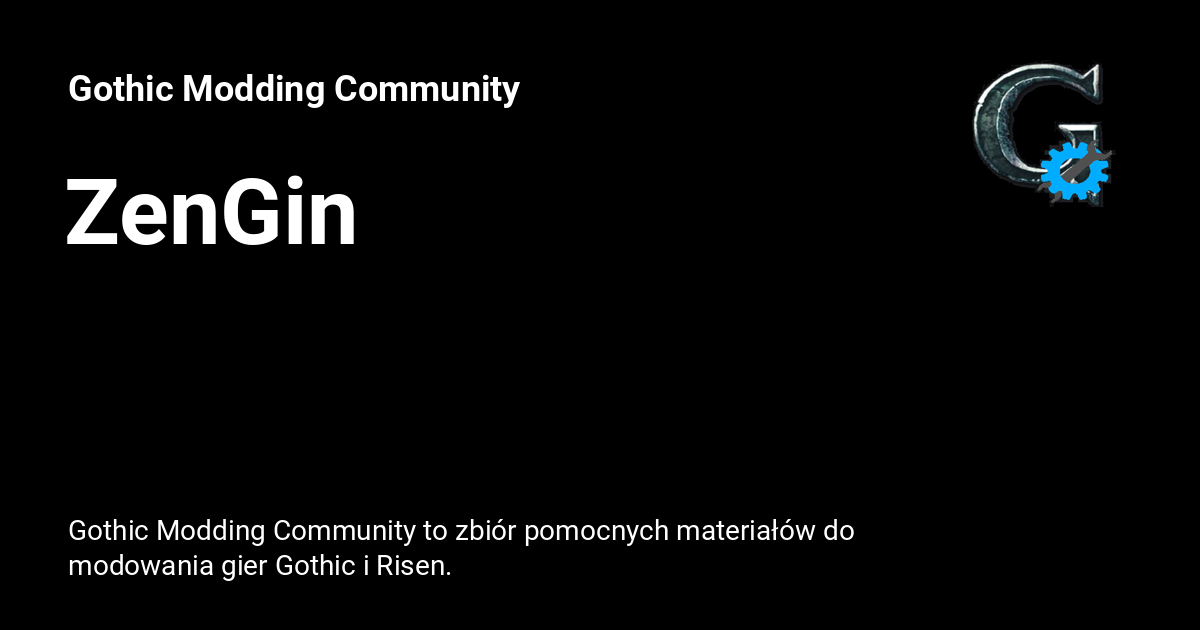 Gothic Modding Community
ZenGin
Gothic Modding Community to zbiór pomocnych materiałów do
modowania gier Gothic i Risen.